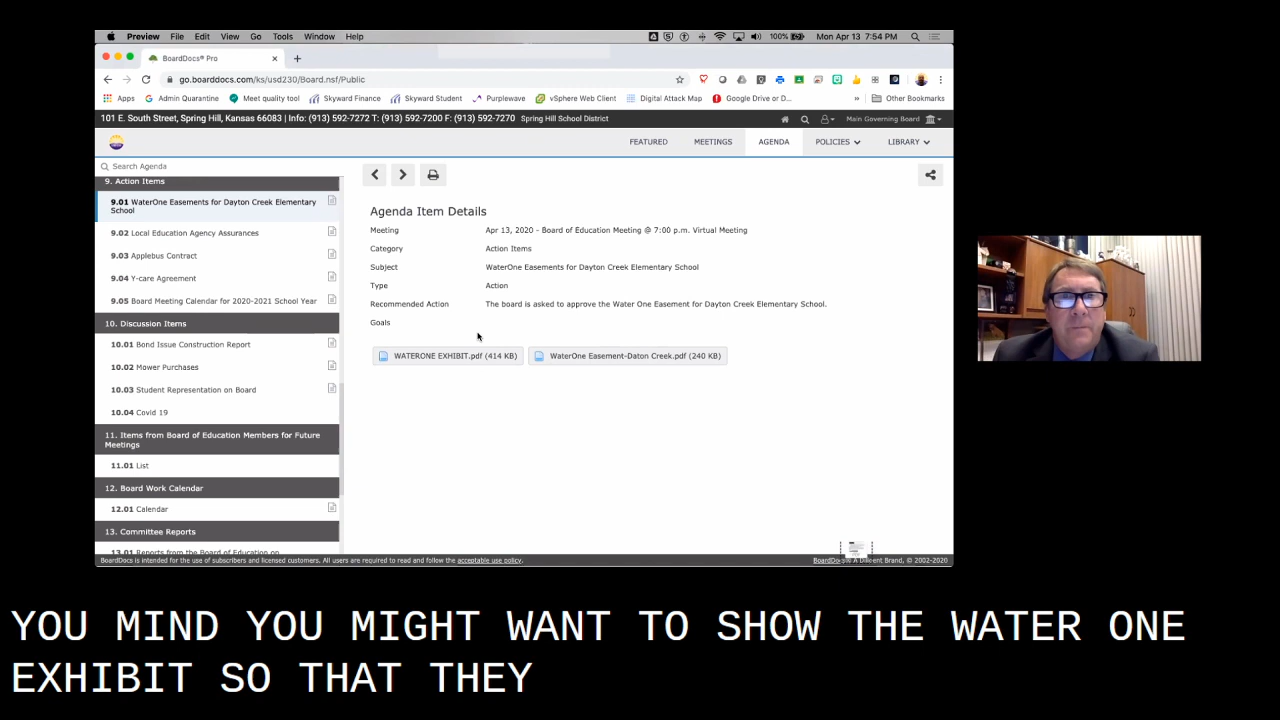 Preview File Edit View Go Tools Window Help
100% Mon Apr 13 7:54 PM
BoardDocs® Pro
go.boarddocs.com/ks/usd230/Board.nsf/Public
Apps Admin Quarantine Meet quality tool Skyward Finance Skyward Student Purplewave vSphere Web Client Digital Attack Map Google Drive or D... » Other Bookmarks
101 E. South Street, Spring Hill, Kansas 66083 | Info: (913) 592-7272 T: (913) 592-7200 F: (913) 592-7270 Spring Hill School District
Main Governing Board
FEATURED MEETINGS AGENDA POLICIES LIBRARY
Search Agenda
9. Action Items
9.01 WaterOne Easements for Dayton Creek Elementary
School
9.02 Local Education Agency Assurances
9.03 Applebus Contract
9.04 Y-care Agreement
9.05 Board Meeting Calendar for 2020-2021 School Year
10. Discussion Items
10.01 Bond Issue Construction Report
10.02 Mower Purchases
10.03 Student Representation on Board
10.04 Covid 19
11. Items from Board of Education Members for Future
Meetings
11.01 List
12. Board Work Calendar
12.01 Calendar
13. Committee Reports
13.01 Reports from the Board of Education on
Agenda Item Details
Meeting Apr 13, 2020 - Board of Education Meeting @ 7:00 p.m. Virtual Meeting
Category Action Items
Subject WaterOne Easements for Dayton Creek Elementary School
Type Action
Recommended Action The board is asked to approve the Water One Easement for Dayton Creek Elementary School.
Goals
WATERONE EXHIBIT.pdf (414 KB) WaterOne Easement-Daton Creek.pdf (240 KB)
BoardDocs is intended for the use of subscribers and licensed customers. All users are required to read and follow the acceptable use policy.
Brand, © 2002-2020
YOU MIND YOU MIGHT WANT TO SHOW THE WATER ONE
EXHIBIT SO THAT THEY